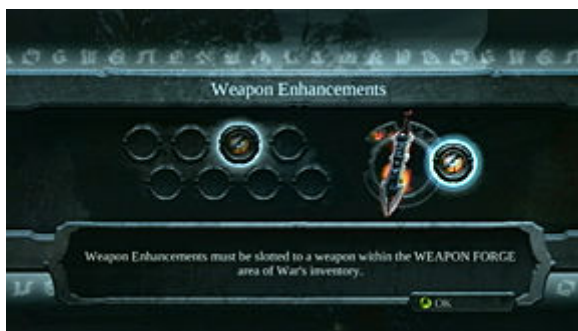 Weapon Enhancements
Weapon Enhancements must be slotted to a weapon within the WEAPON FORGE
area of War's inventory.
OK